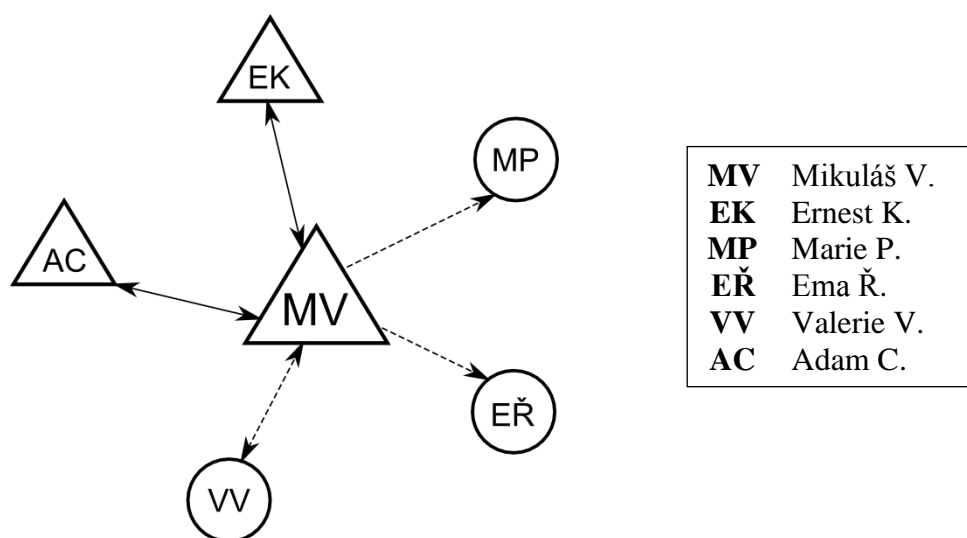 EK
MP
AC
MV
EŘ
VV
MV Mikuláš V.
EK Ernest K.
MP Marie P.
EŘ Ema Ř.
VV Valerie V.
AC Adam C.